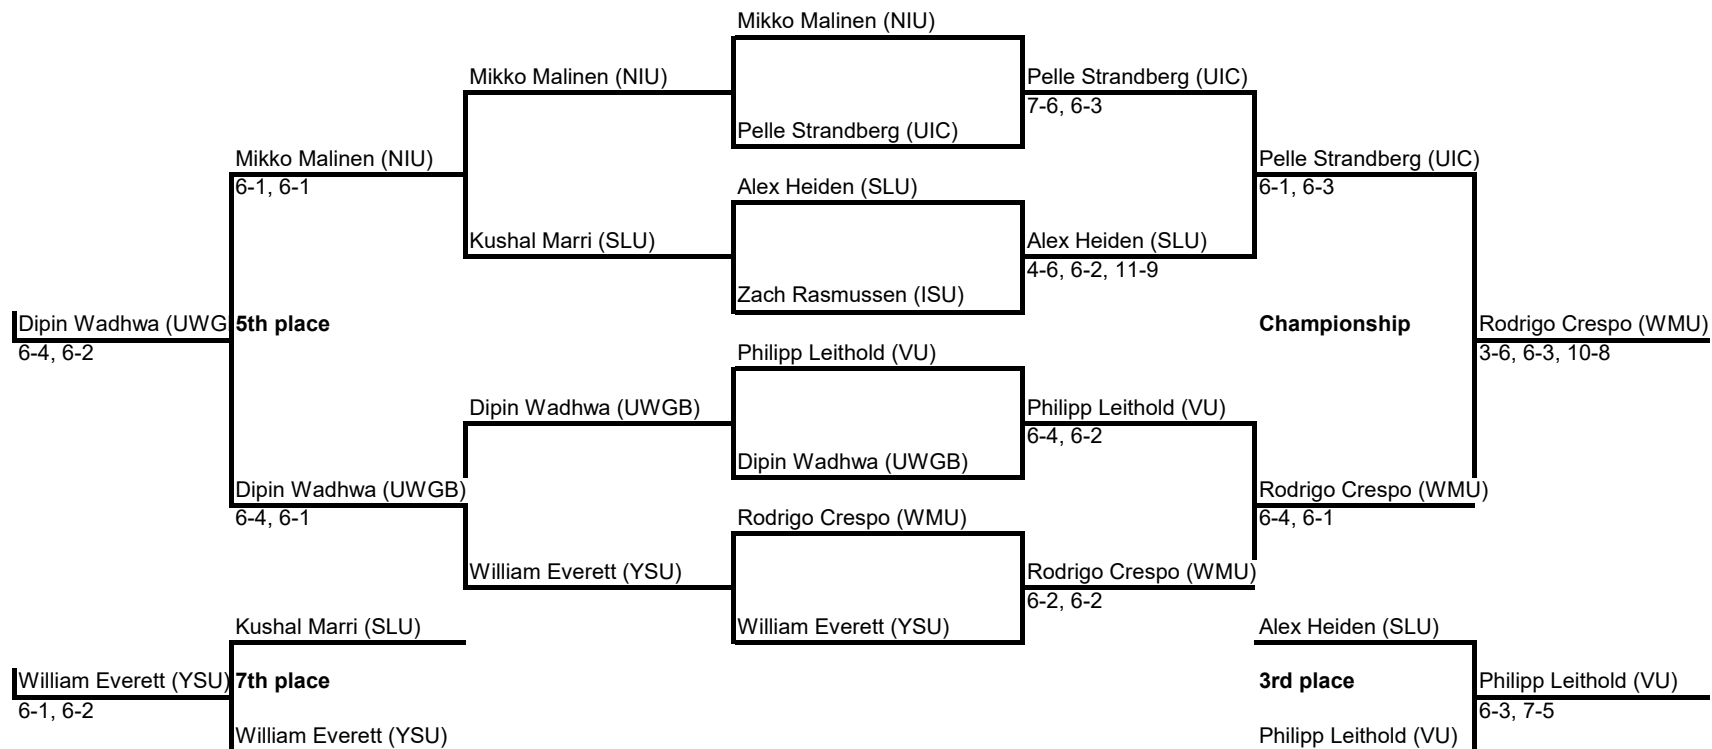 Mikko Malinen (NIU)
Mikko Malinen (NIU)
Pelle Strandberg (UIC)
7-6, 6-3
Pelle Strandberg (UIC)
Mikko Malinen (NIU)
6-1, 6-1
Pelle Strandberg (UIC)
6-1, 6-3
Alex Heiden (SLU)
Kushal Marri (SLU)
Alex Heiden (SLU)
4-6, 6-2, 11-9
Zach Rasmussen (ISU)
Dipin Wadhwa (UWG
6-4, 6-2
5th place
Championship
Rodrigo Crespo (WMU)
3-6, 6-3, 10-8
Philipp Leithold (VU)
Dipin Wadhwa (UWGB)
Philipp Leithold (VU)
6-4, 6-2
Dipin Wadhwa (UWGB)
Dipin Wadhwa (UWGB)
6-4, 6-1
Rodrigo Crespo (WMU)
6-4, 6-1
Rodrigo Crespo (WMU)
William Everett (YSU)
Rodrigo Crespo (WMU)
6-2, 6-2
William Everett (YSU)
Kushal Marri (SLU)
Alex Heiden (SLU)
William Everett (YSU)
6-1, 6-2
7th place
3rd place
Philipp Leithold (VU)
6-3, 7-5
William Everett (YSU)
Philipp Leithold (VU)